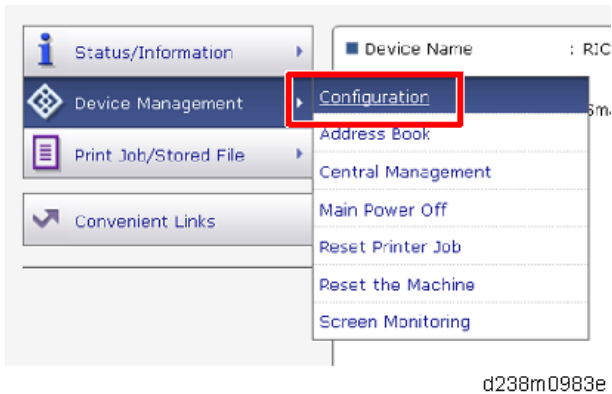 Status/Information
Device Management
Print Job/Stored File
Convenient Links
Device Name : RIC
Configuration
Address Book
Central Management
Main Power Off
Reset Printer Job
Reset the Machine
Screen Monitoring
d238m0983e